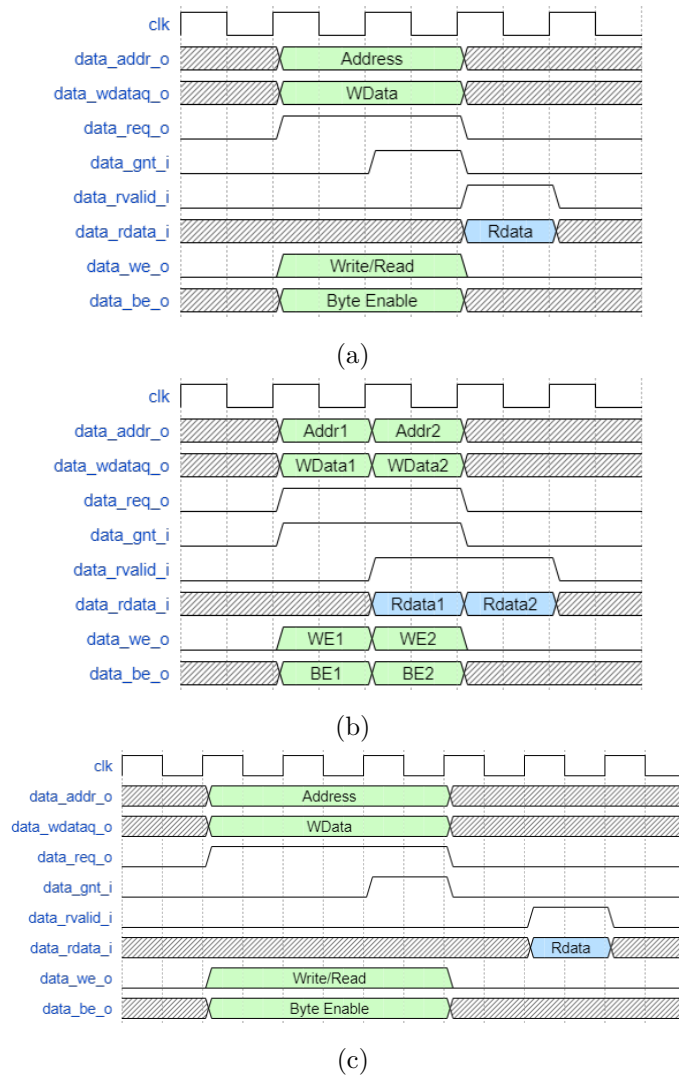 clk
data_addr_o Address
data_wdataq_o WData
data_req_o
data_gnt_i
data_rvalid_i
data_rdata_i Rdata
data_we_o Write/Read
data_be_o Byte Enable
(a)
clk
data_addr_o Addr1 Addr2
data_wdataq_o WData1 WData2
data_req_o
data_gnt_i
data_rvalid_i
data_rdata_i Rdata1 Rdata2
data_we_o WE1 WE2
data_be_o BE1 BE2
(b)
clk
data_addr_o Address
data_wdataq_o WData
data_req_o
data_gnt_i
data_rvalid_i
data_rdata_i Rdata
data_we_o Write/Read
data_be_o Byte Enable
(c)